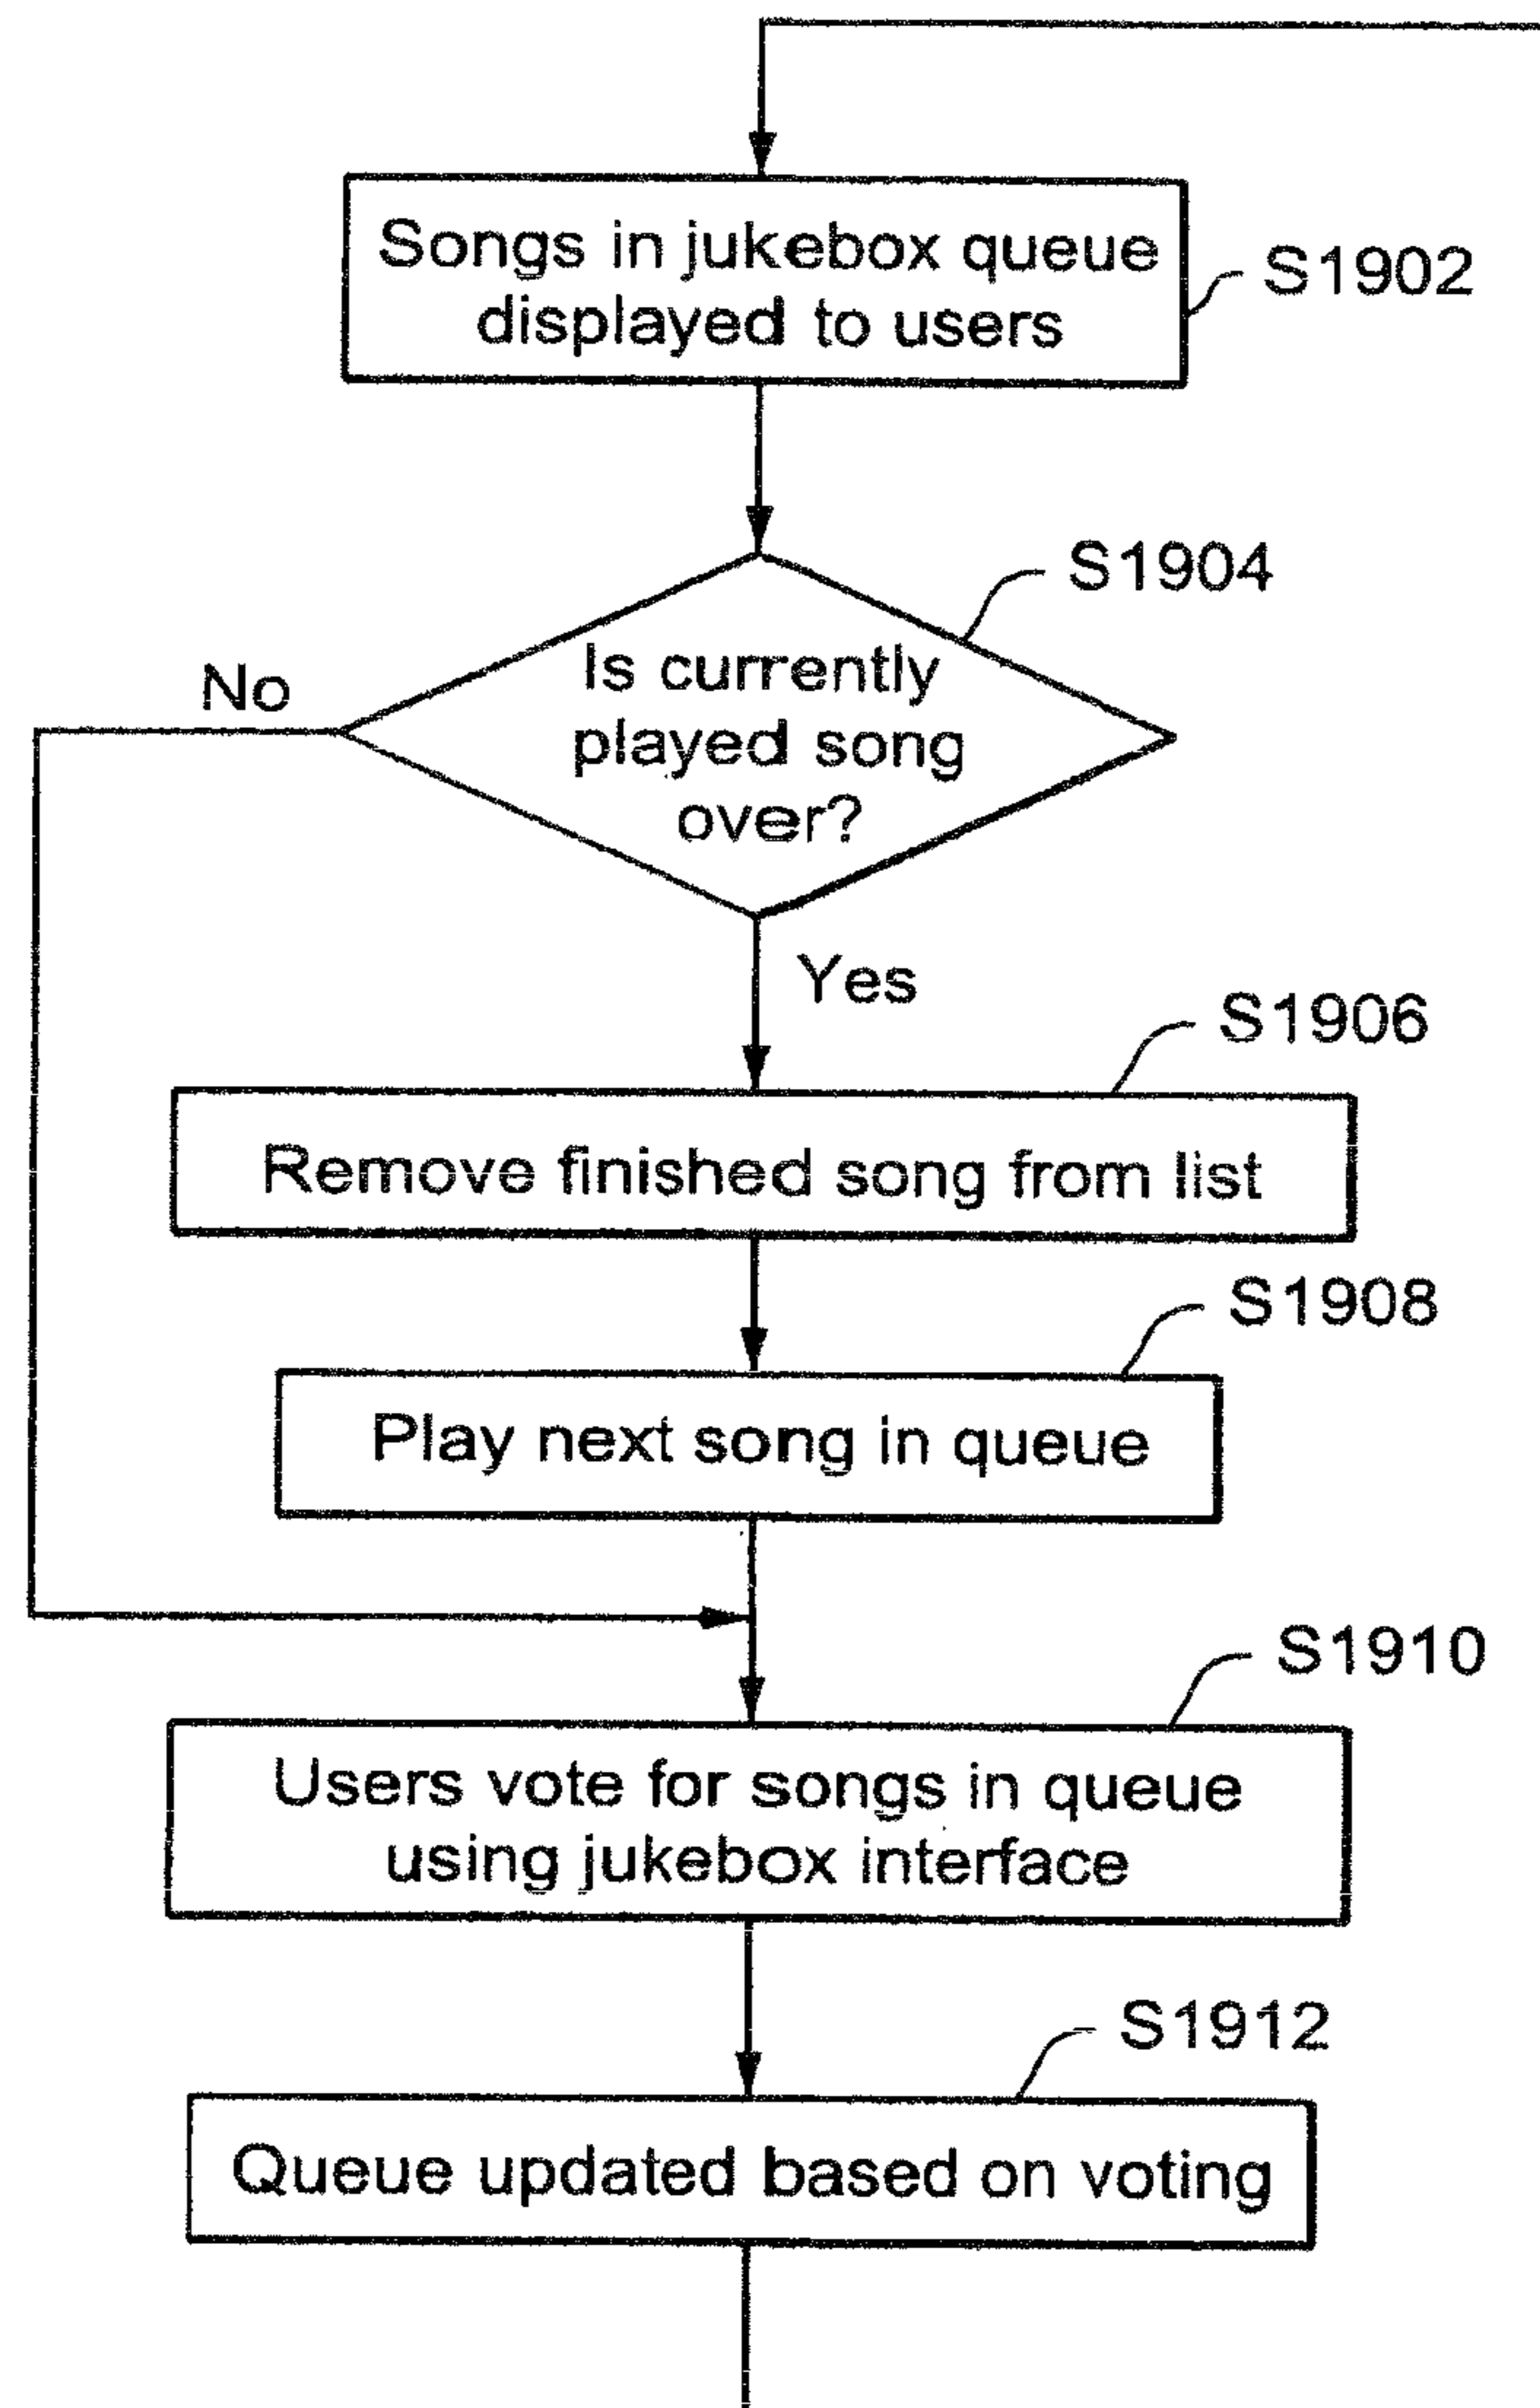 Songs in jukebox queue
displayed to users
S1902
S1904
Is currently
played song
over?
No
Yes
S1906
Remove finished song from list
S1908
Play next song in queue
S1910
Users vote for songs in queue
using jukebox interface
S1912
Queue updated based on voting